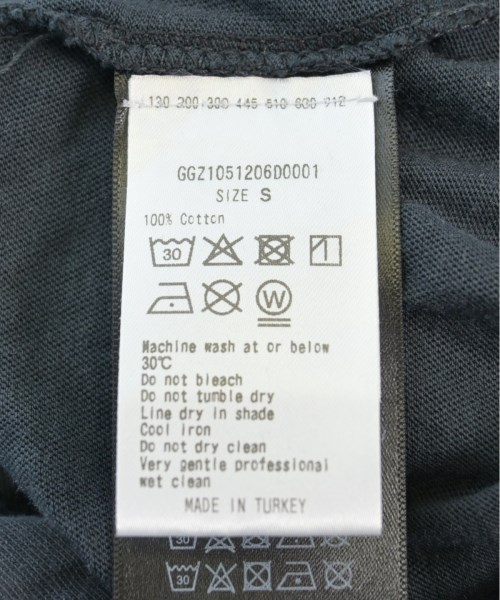 130 200 300 445 510 630 912
GGZ1051206D0001
SIZE S
100% Cotton
30
W
Machine wash at or below
30℃
Do not bleach
Do not tumble dry
Line dry in shade
Cool iron
Do not dry clean
Very gentle professional
wet clean
MADE IN TURKEY
30
30